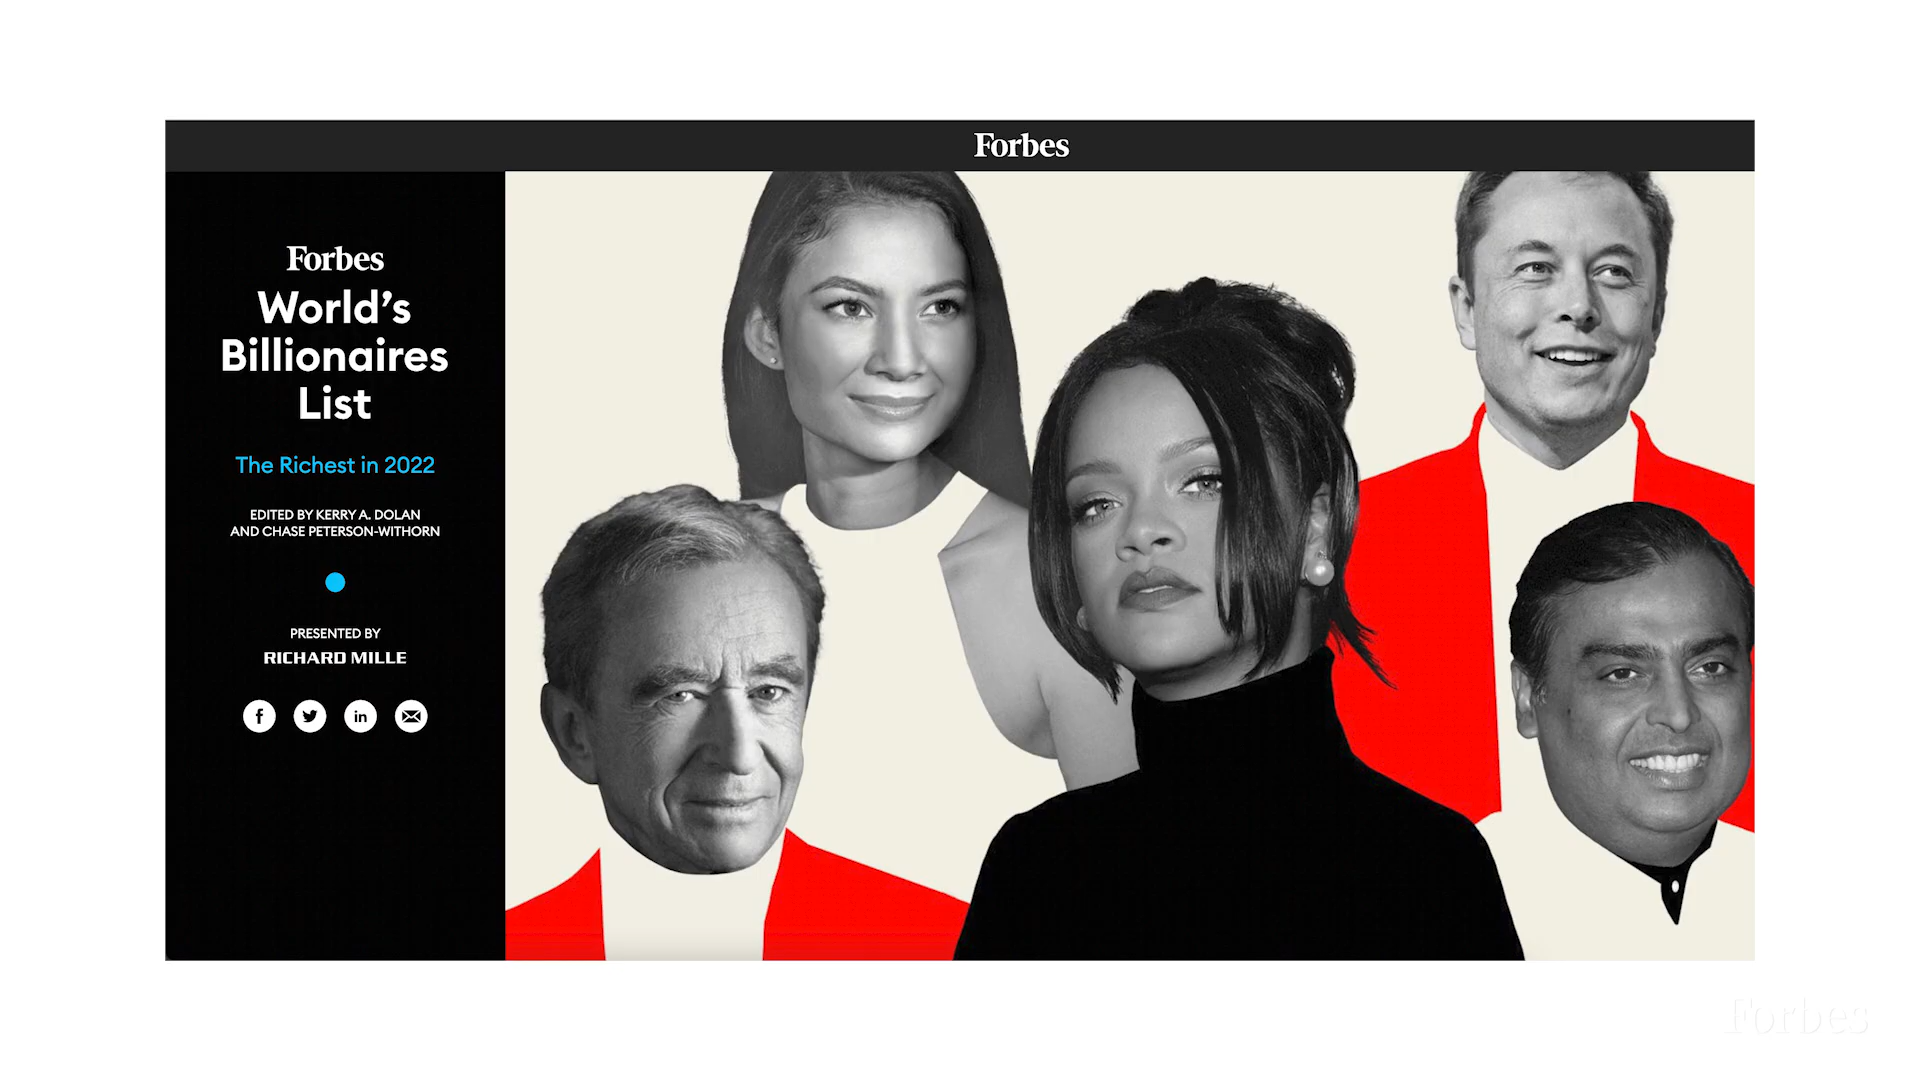 Forbes
Forbes
World's
Billionaires
List
The Richest in 2022
EDITED BY KERRY A. DOLAN
AND CHASE PETERSON-WITHORN
PRESENTED BY
RICHARD MILLE
f
in
Forbes